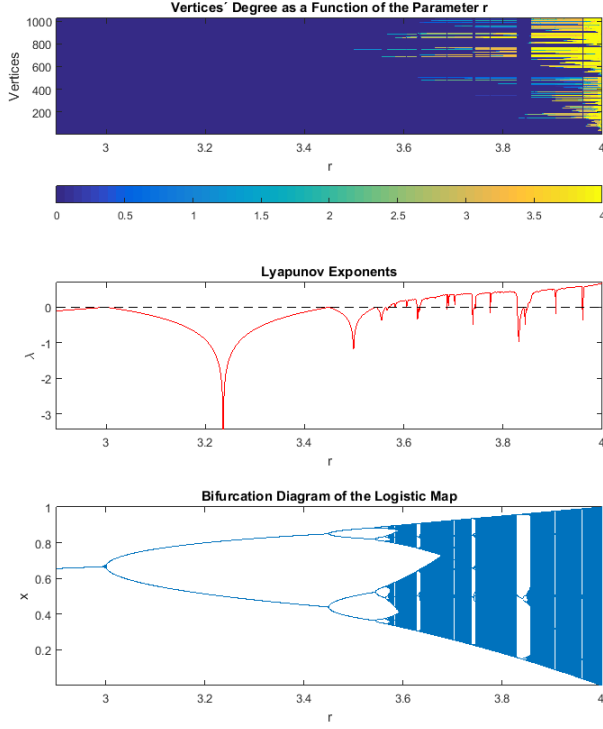 Vertices´ Degree as a Function of the Parameter r
1000
800
600
400
200
Vertices
3 3.2 3.4 3.6 3.8 4
r
0 0.5 1 1.5 2 2.5 3 3.5 4
Lyapunov Exponents
0
-1
-2
-3
λ
3 3.2 3.4 3.6 3.8 4
r
Bifurcation Diagram of the Logistic Map
1
0.8
0.6
0.4
0.2
x
3 3.2 3.4 3.6 3.8 4
r